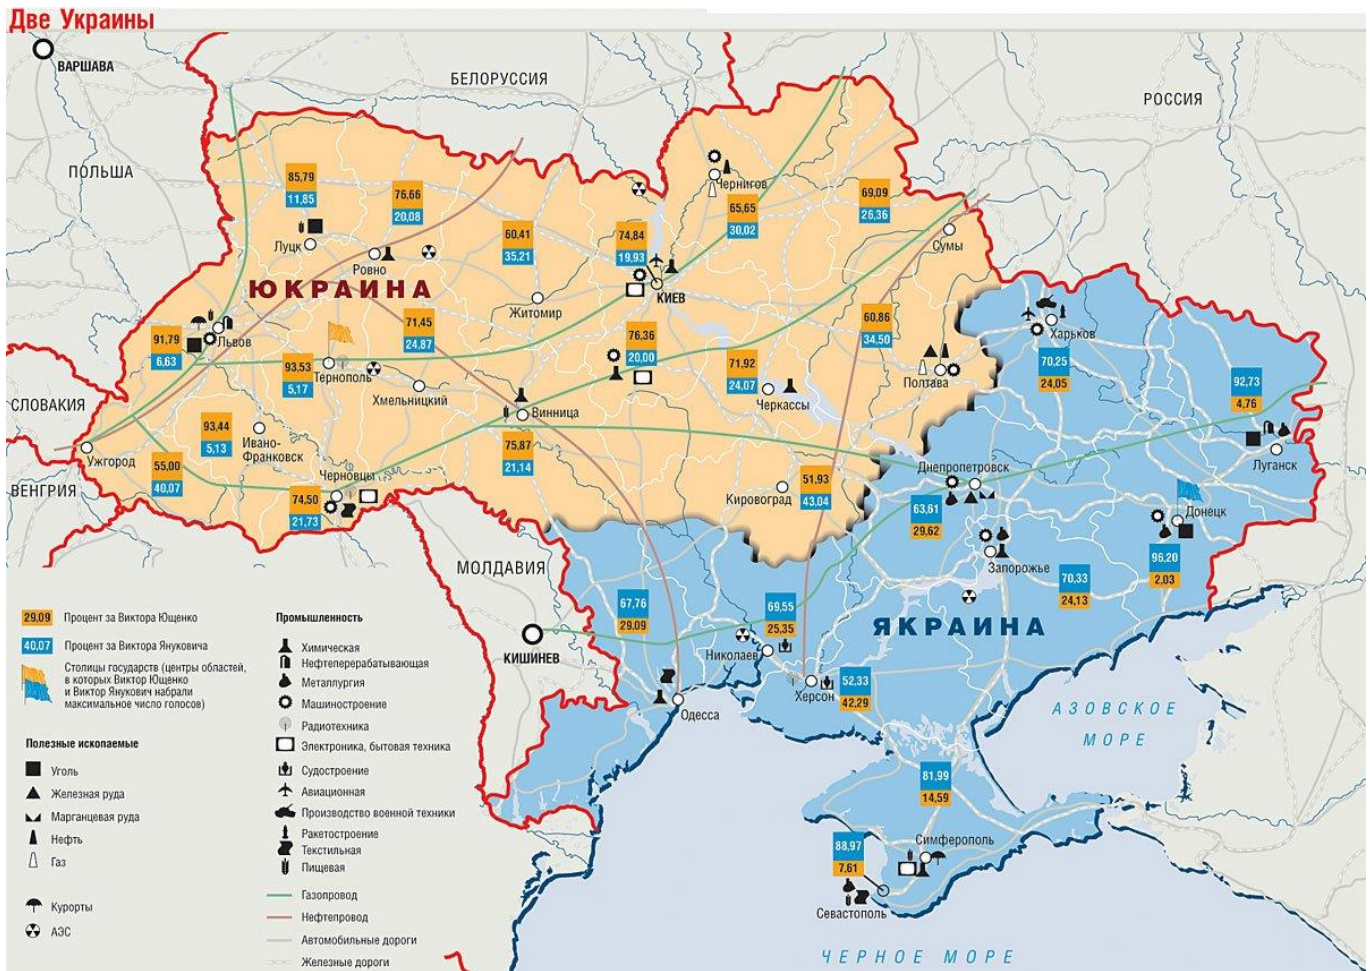 Две Украины
ВАРШАВА
БЕЛОРУССИЯ
РОССИЯ
ПОЛЬША
85,79
11,85
76,66
20,08
60,41
35,21
74,84
19,93
Чернигов
65,65
30,02
69,09
26,36
Сумы
Луцк
Ровно
ЮКРАИНА
Житомир
КИЕВ
91,79
6,63
Львов
93,53
5,17
Тернополь
71,45
24,87
Хмельницкий
76,36
20,00
71,92
24,07
Черкассы
60,86
34,50
Полтава
Харьков
70,25
24,05
92,73
4,76
Луганск
СЛОВАКИЯ
Ужгород
ВЕНГРИЯ
93,44
5,13
Ивано-
Франковск
55,00
40,07
Черновцы
74,50
21,73
Винница
75,87
21,14
Кировоград
51,93
43,04
Днепропетровск
63,61
29,62
Донецк
96,20
2,03
Запорожье
70,33
24,13
МОЛДАВИЯ
КИШИНЕВ
67,76
29,09
69,55
25,35
Николаев
ЯКРАИНА
Одесса
Херсон
52,33
42,29
АЗОВСКОЕ
МОРЕ
81,99
14,59
88,97
7,61
Симферополь
Севастополь
ЧЕРНОЕ МОРЕ
29,09 Процент за Виктора Ющенко
40,07 Процент за Виктора Януковича
Столицы государств (центры областей,
в которых Виктор Ющенко
и Виктор Янукович набрали
максимальное число голосов)
Полезные ископаемые
Уголь
Железная руда
Марганцевая руда
Нефть
Газ
Курорты
АЭС
Промышленность
Химическая
Нефтеперерабатывающая
Металлургия
Машиностроение
Радиотехника
Электроника, бытовая техника
Судостроение
Авиационная
Производство военной техники
Ракетостроение
Текстильная
Пищевая
Газопровод
Нефтепровод
Автомобильные дороги
Железные дороги